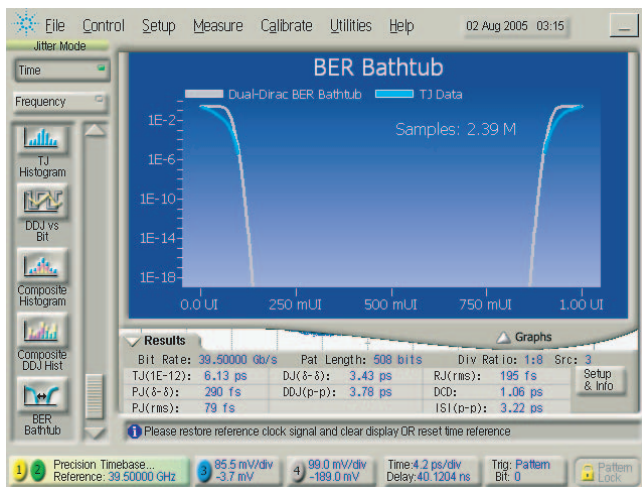 File Control Setup Measure Calibrate Utilities Help 02 Aug 2005 03:15
Jitter Mode
Time
Frequency
TJ
Histogram
DDJ vs
Bit
Composite
Histogram
Composite
DDJ Hist
BER
Bathtub
BER Bathtub
Dual-Dirac BER Bathtub TJ Data
Samples: 2.39 M
1E-2
1E-6
1E-10
1E-14
1E-18
0.0 UI 250 mUI 500 mUI 750 mUI 1.00 UI
Results Graphs
Bit Rate: 39.50000 Gb/s Pat Length: 508 bits Div Ratio: 1:8 Src: 3
TJ(1E-12): 6.13 ps DJ(δ-δ): 3.43 ps RJ(rms): 195 fs
PJ(δ-δ): 290 fs DDJ(p-p): 3.78 ps DCD: 1.06 ps
PJ(rms): 79 fs ISI(p-p): 3.22 ps
Setup
& Info
Please restore reference clock signal and clear display OR reset time reference
1 2 Precision Timebase...
Reference: 39.50000 GHz
3 85.5 mV/div
-3.7 mV
4 99.0 mV/div
-189.0 mV
Time:4.2 ps/div
Delay:40.1204 ns
Trig: Pattern
Bit: 0
Pattern
Lock